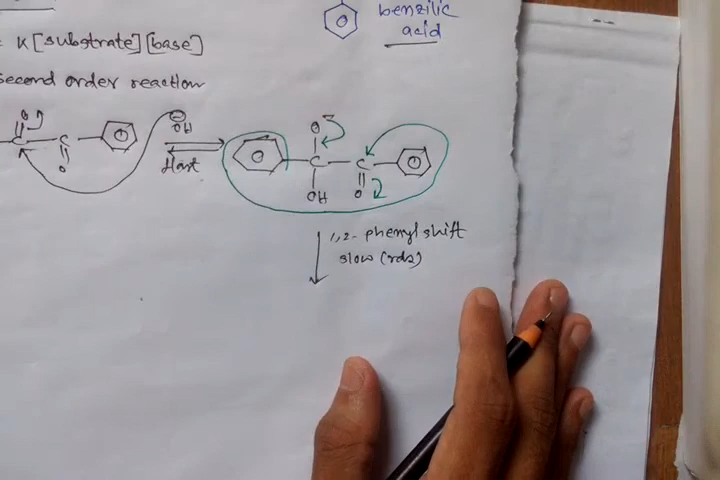 benzilic
acid
K[substrate][base]
second order reaction
O O
OH
C C
C C
fast
O
OH O
1,2- phenyl shift
slow (rds)